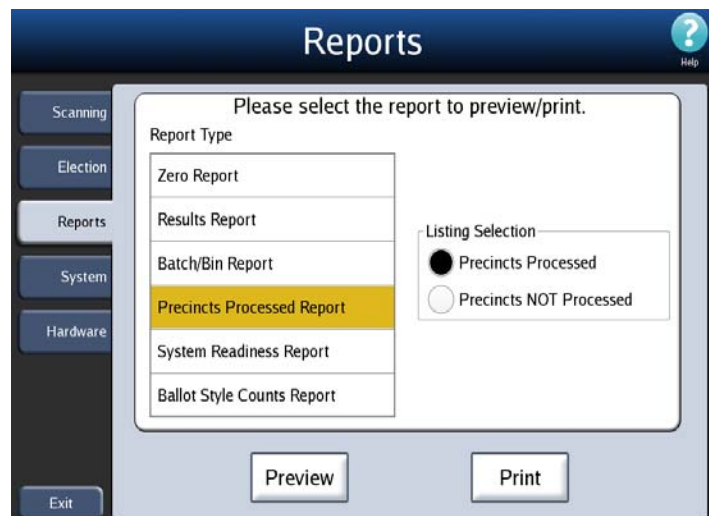 Reports
Help
Scanning
Election
Reports
System
Hardware
Exit
Please select the report to preview/print.
Report Type
Zero Report
Results Report
Batch/Bin Report
Precincts Processed Report
System Readiness Report
Ballot Style Counts Report
Listing Selection
Precincts Processed
Precincts NOT Processed
Preview
Print